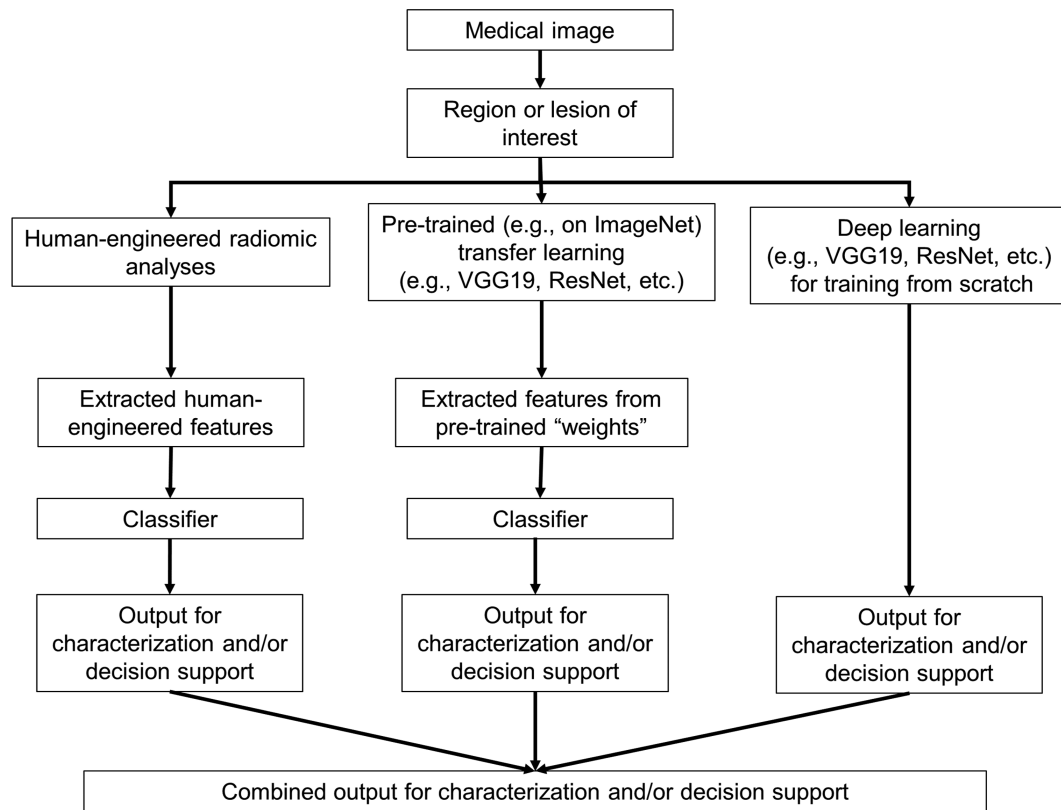 Medical image
Region or lesion of
interest
Human-engineered radiomic
analyses
Pre-trained (e.g., on ImageNet)
transfer learning
(e.g., VGG19, ResNet, etc.)
Deep learning
(e.g., VGG19, ResNet, etc.)
for training from scratch
Extracted human-
engineered features
Extracted features from
pre-trained “weights”
Classifier
Classifier
Output for
characterization and/or
decision support
Output for
characterization and/or
decision support
Output for
characterization and/or
decision support
Combined output for characterization and/or decision support